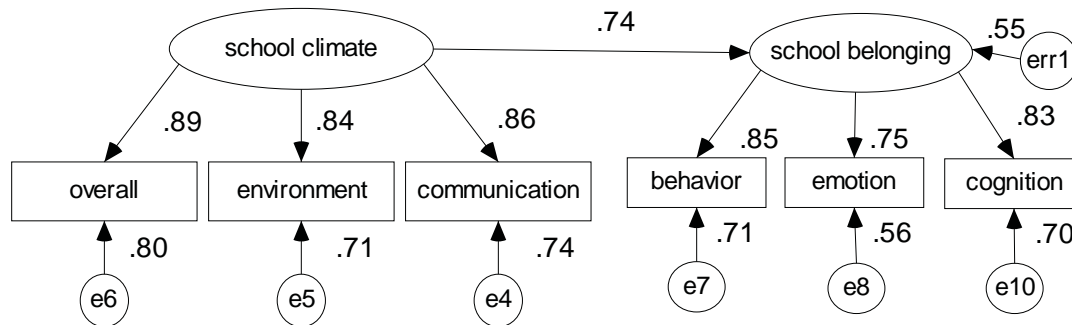 .74
school climate
school belonging
.55
err1
.89
.84
.86
.85
.75
.83
overall
environment
communication
behavior
emotion
cognition
.80
.71
.74
.71
.56
.70
e6
e5
e4
e7
e8
e10